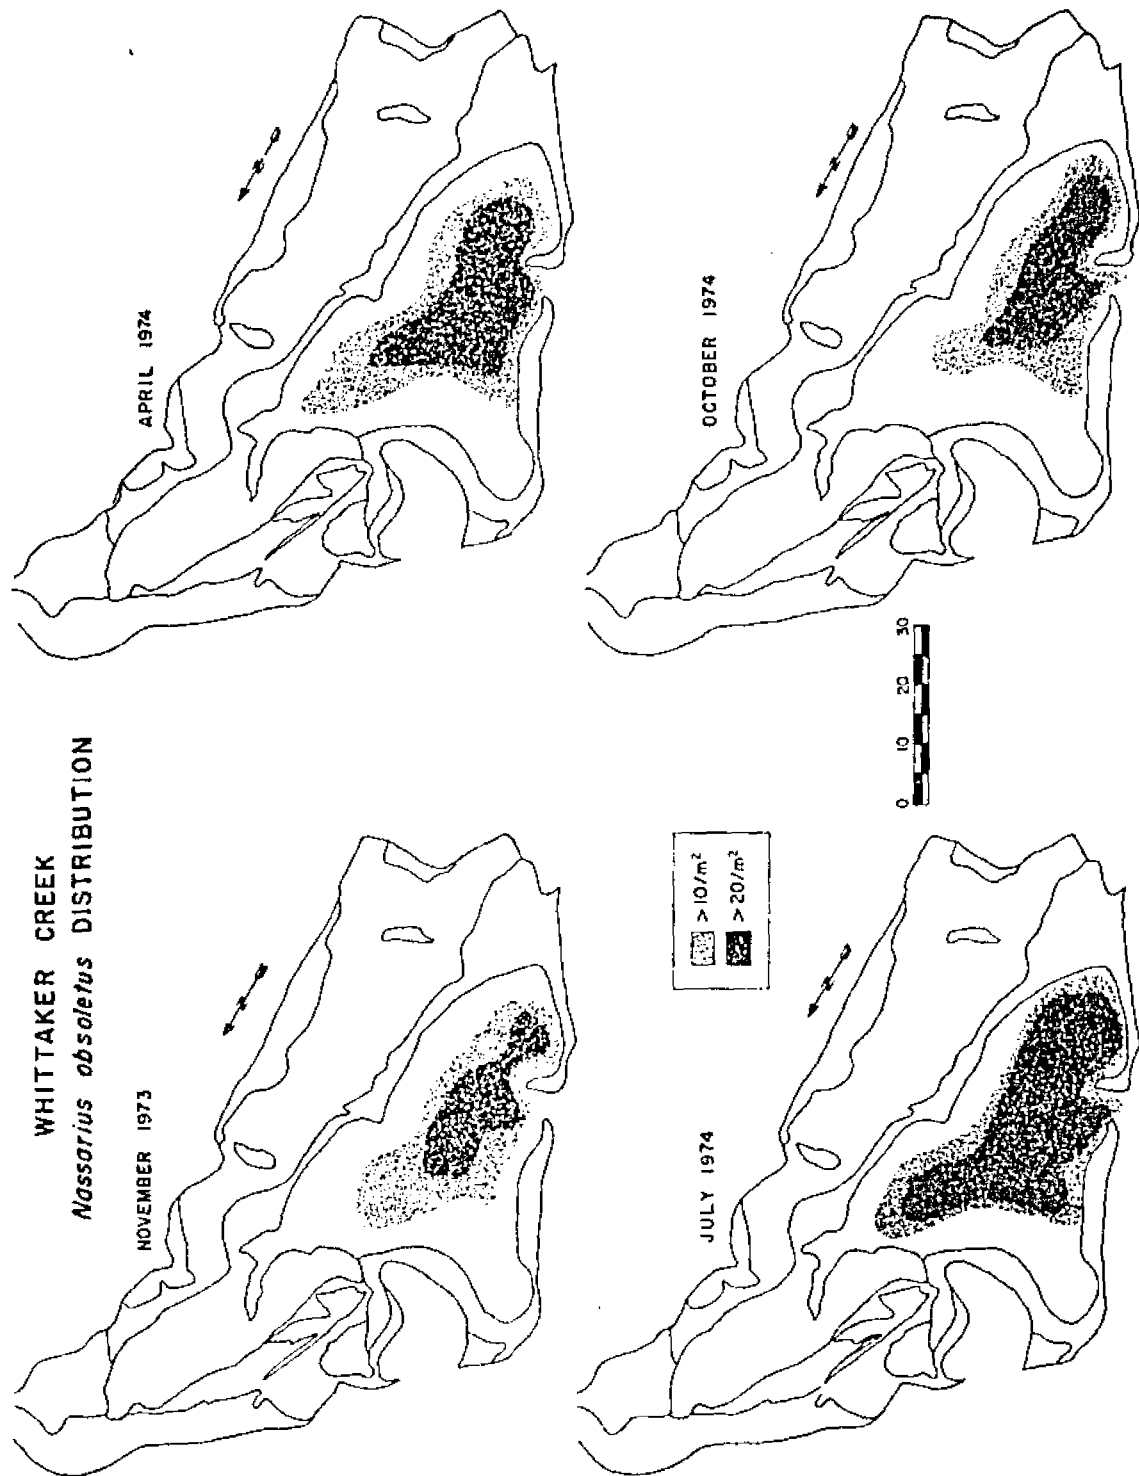 WHITTAKER CREEK
Nassarius obsoletus DISTRIBUTION
NOVEMBER 1973
APRIL 1974
N
N
>10/m²
>20/m²
JULY 1974
OCTOBER 1974
N
N
0 10 20 30